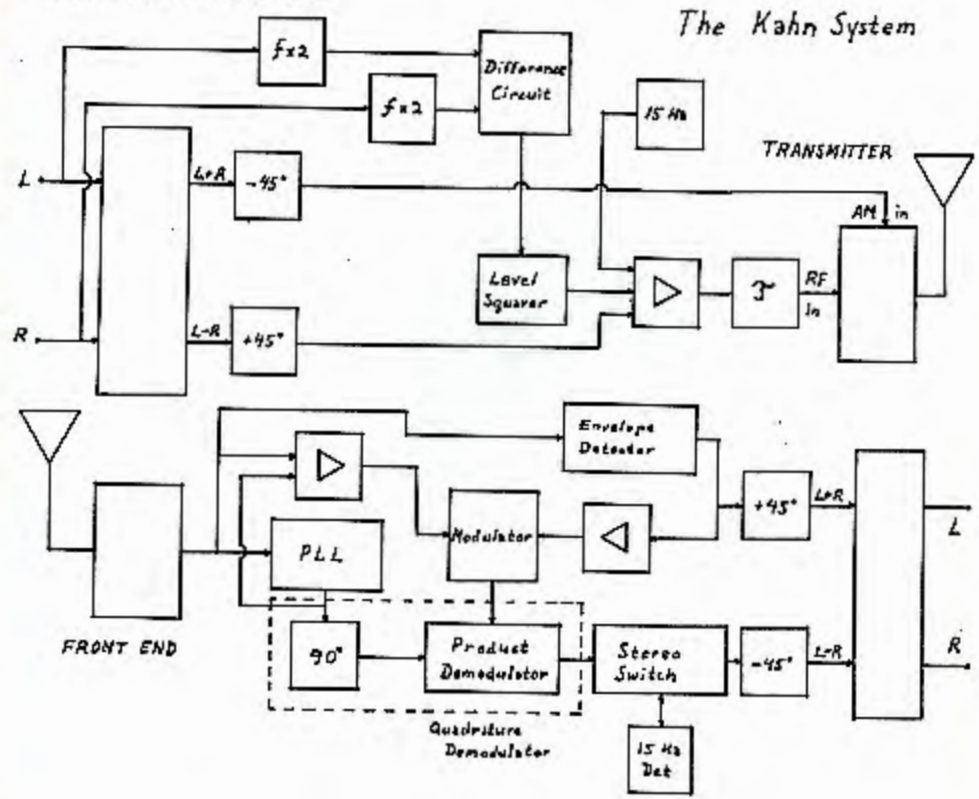 The Kahn System
f×2
Difference
Circuit
f×2
15 Hz
TRANSMITTER
L
L+R
-45°
AM in
Level
Squarer
RF
in
R
L-R
+45°
Envelope
Detector
+45°
L+R
L
PLL
Modulator
FRONT END
90°
Product
Demodulator
Stereo
Switch
-45°
L-R
R
Quadrature
Demodulator
15 Hz
Det